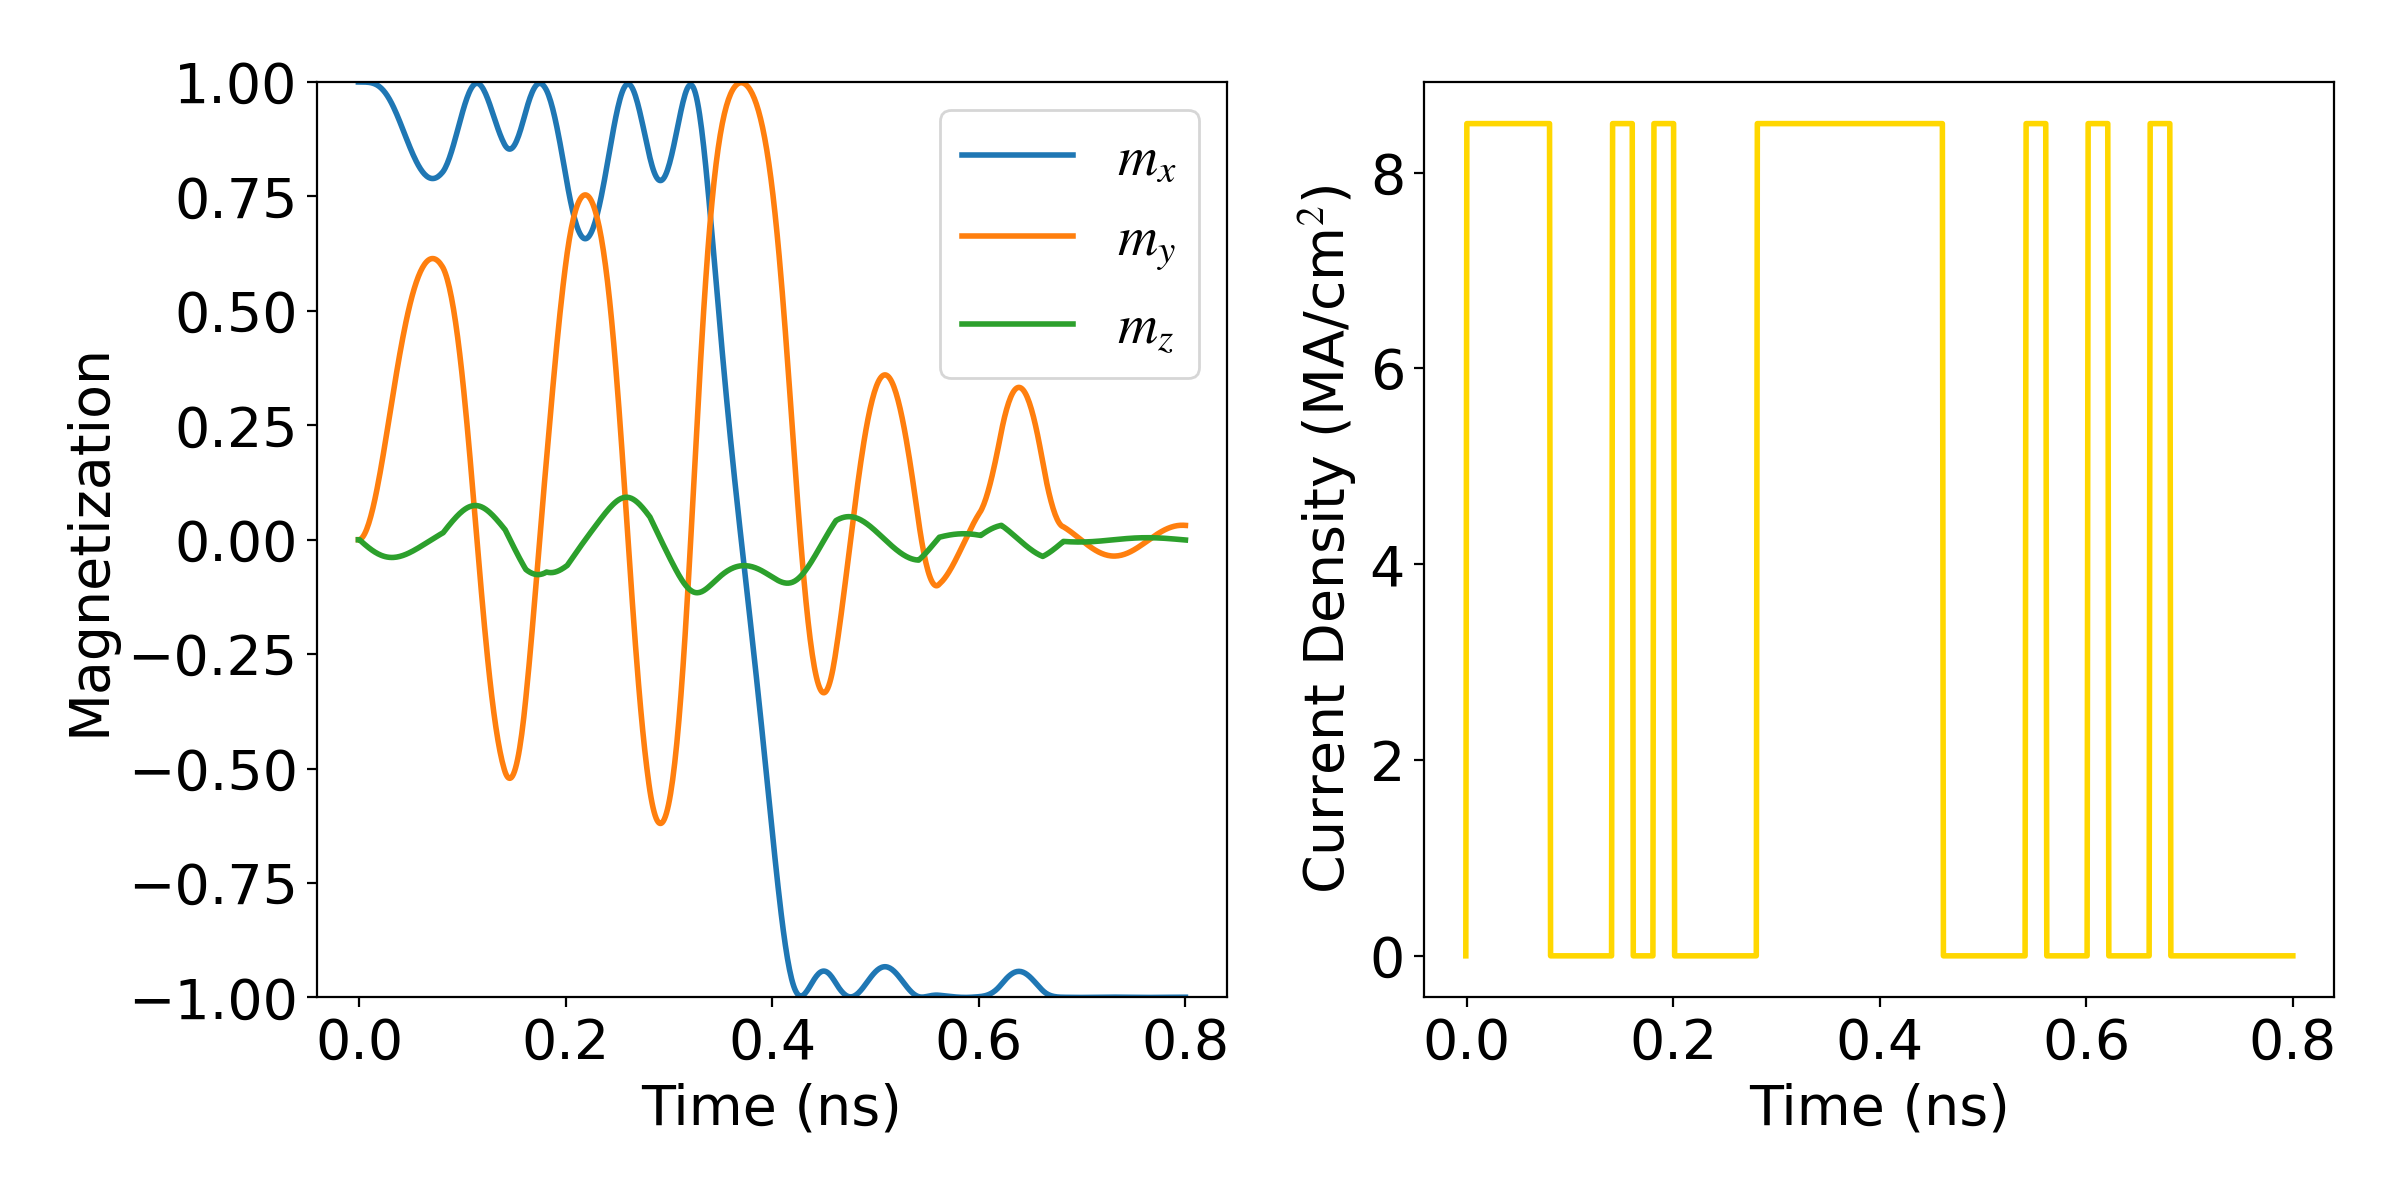 Magnetization
1.00
0.75
0.50
0.25
0.00
−0.25
−0.50
−0.75
−1.00
0.0 0.2 0.4 0.6 0.8
Time (ns)
mₓ
m_y
m_z
Current Density (MA/cm²)
8
6
4
2
0
0.0 0.2 0.4 0.6 0.8
Time (ns)